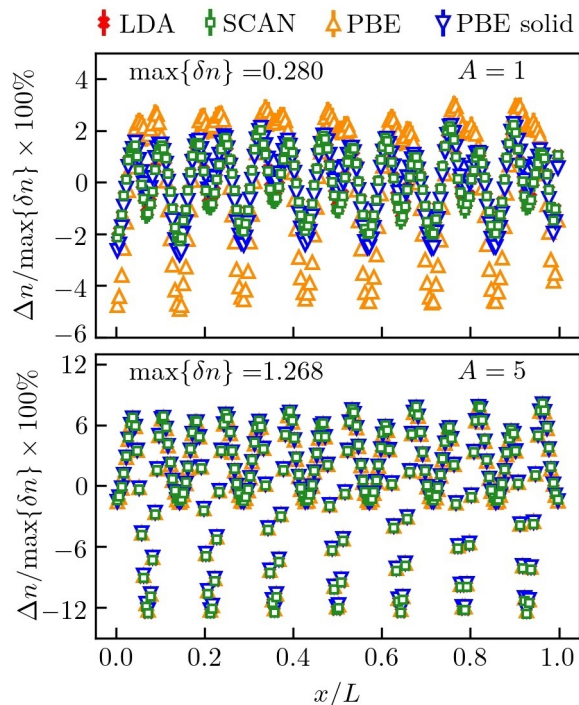 LDA SCAN PBE PBE solid
max{δn} =0.280 A = 1
Δn/max{δn} × 100%
4
2
0
−2
−4
−6
max{δn} =1.268 A = 5
Δn/max{δn} × 100%
12
6
0
−6
−12
0.0 0.2 0.4 0.6 0.8 1.0
x/L